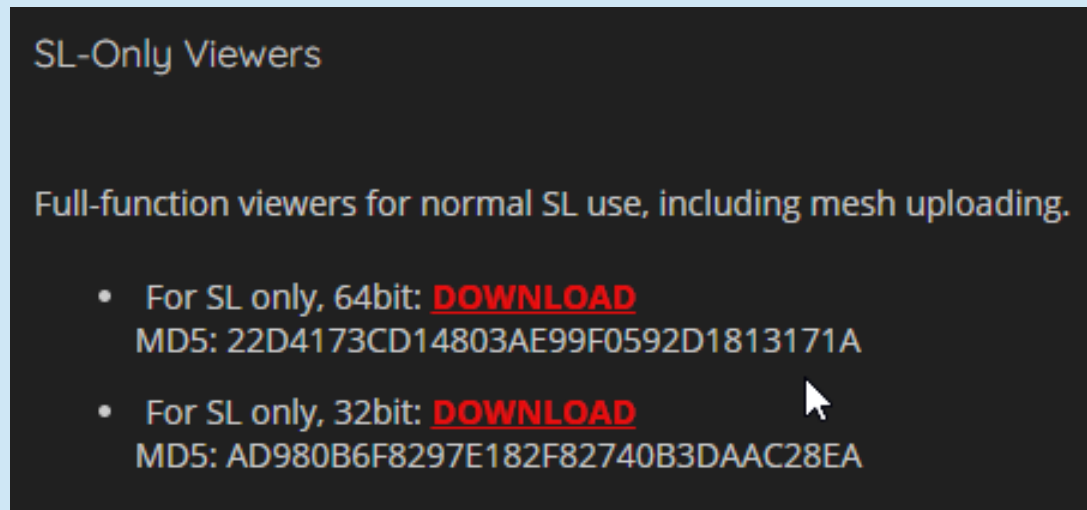 SL-Only Viewers
Full-function viewers for normal SL use, including mesh uploading.
• For SL only, 64bit: DOWNLOAD
MD5: 22D4173CD14803AE99F0592D1813171A
• For SL only, 32bit: DOWNLOAD
MD5: AD980B6F8297E182F82740B3DAAC28EA